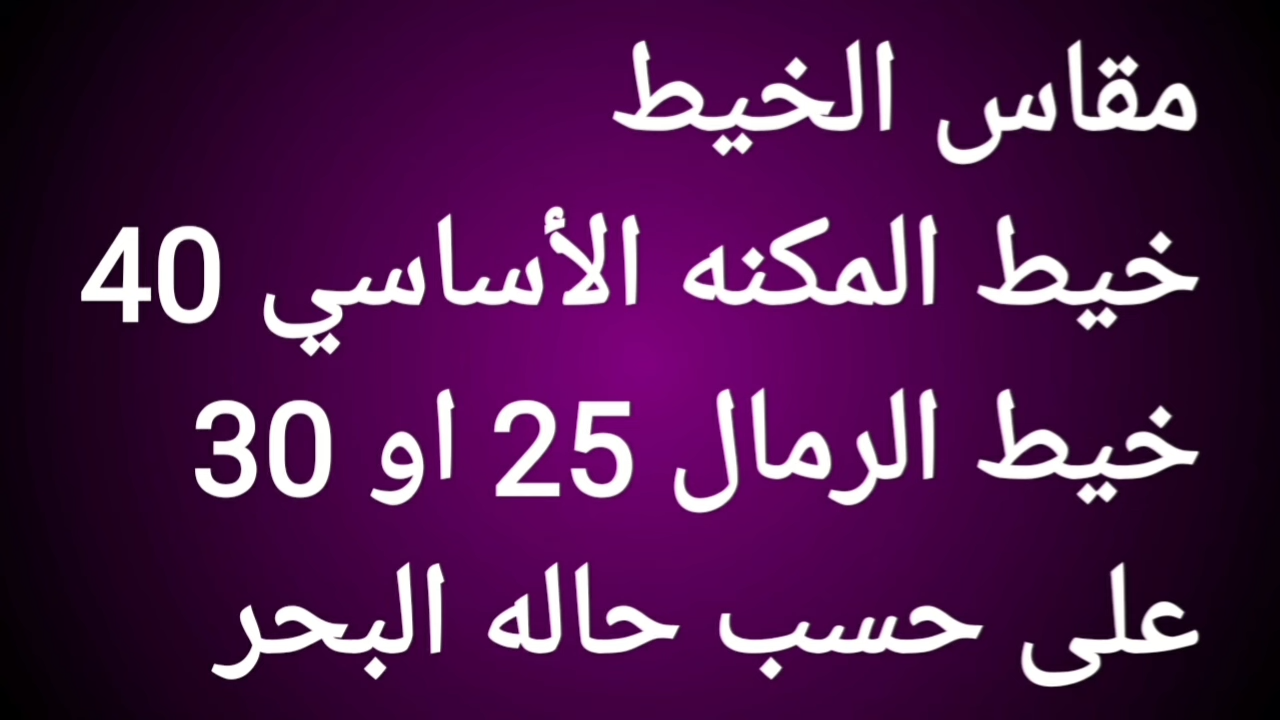 مقاس الخيط
خيط المكنه الأساسي 40
خيط الرمال 25 او 30
على حسب حاله البحر